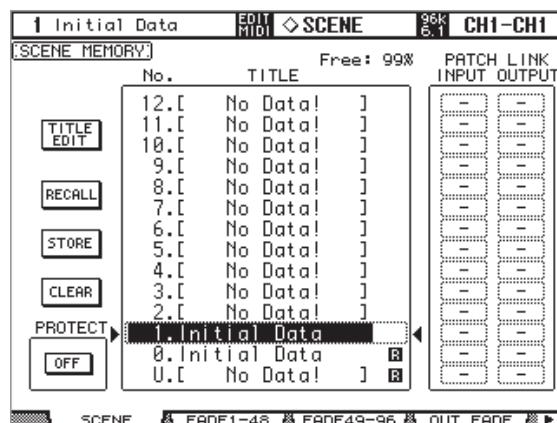 1 Initial Data EDIT MIDI ◇SCENE 96k 6.1 CH1-CH1
SCENE MEMORY Free: 99% PATCH LINK
No. TITLE INPUT OUTPUT
12.[ No Data! ] - -
TITLE EDIT 11.[ No Data! ] - -
10.[ No Data! ] - -
9.[ No Data! ] - -
RECALL 8.[ No Data! ] - -
7.[ No Data! ] - -
6.[ No Data! ] - -
STORE 5.[ No Data! ] - -
4.[ No Data! ] - -
CLEAR 3.[ No Data! ] - -
2.[ No Data! ] - -
PROTECT 1.Initial Data - -
OFF 0.Initial Data R - -
U.[ No Data! ] R - -
SCENE FADE1-48 FADE49-96 OUT FADE